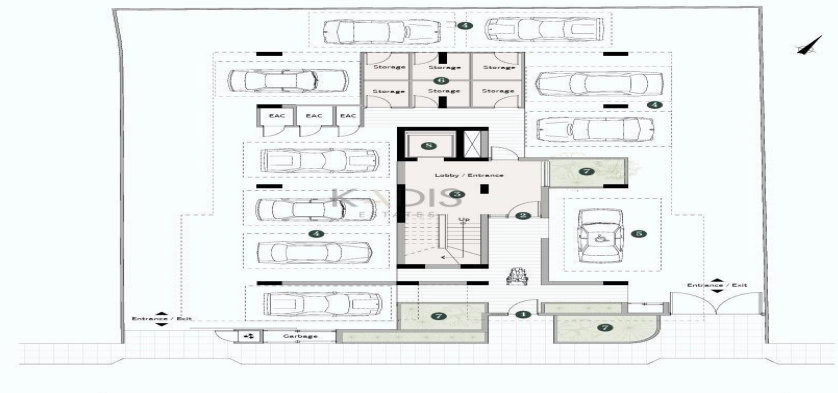 4
Storage Storage Storage
6
Storage Storage Storage
4
EAC EAC EAC
8
7
Lobby / Entrance
3
KADIS
ESTATES
Up
2
4
5
Entrance / Exit
Entrance / Exit
7
1
7
Garbage